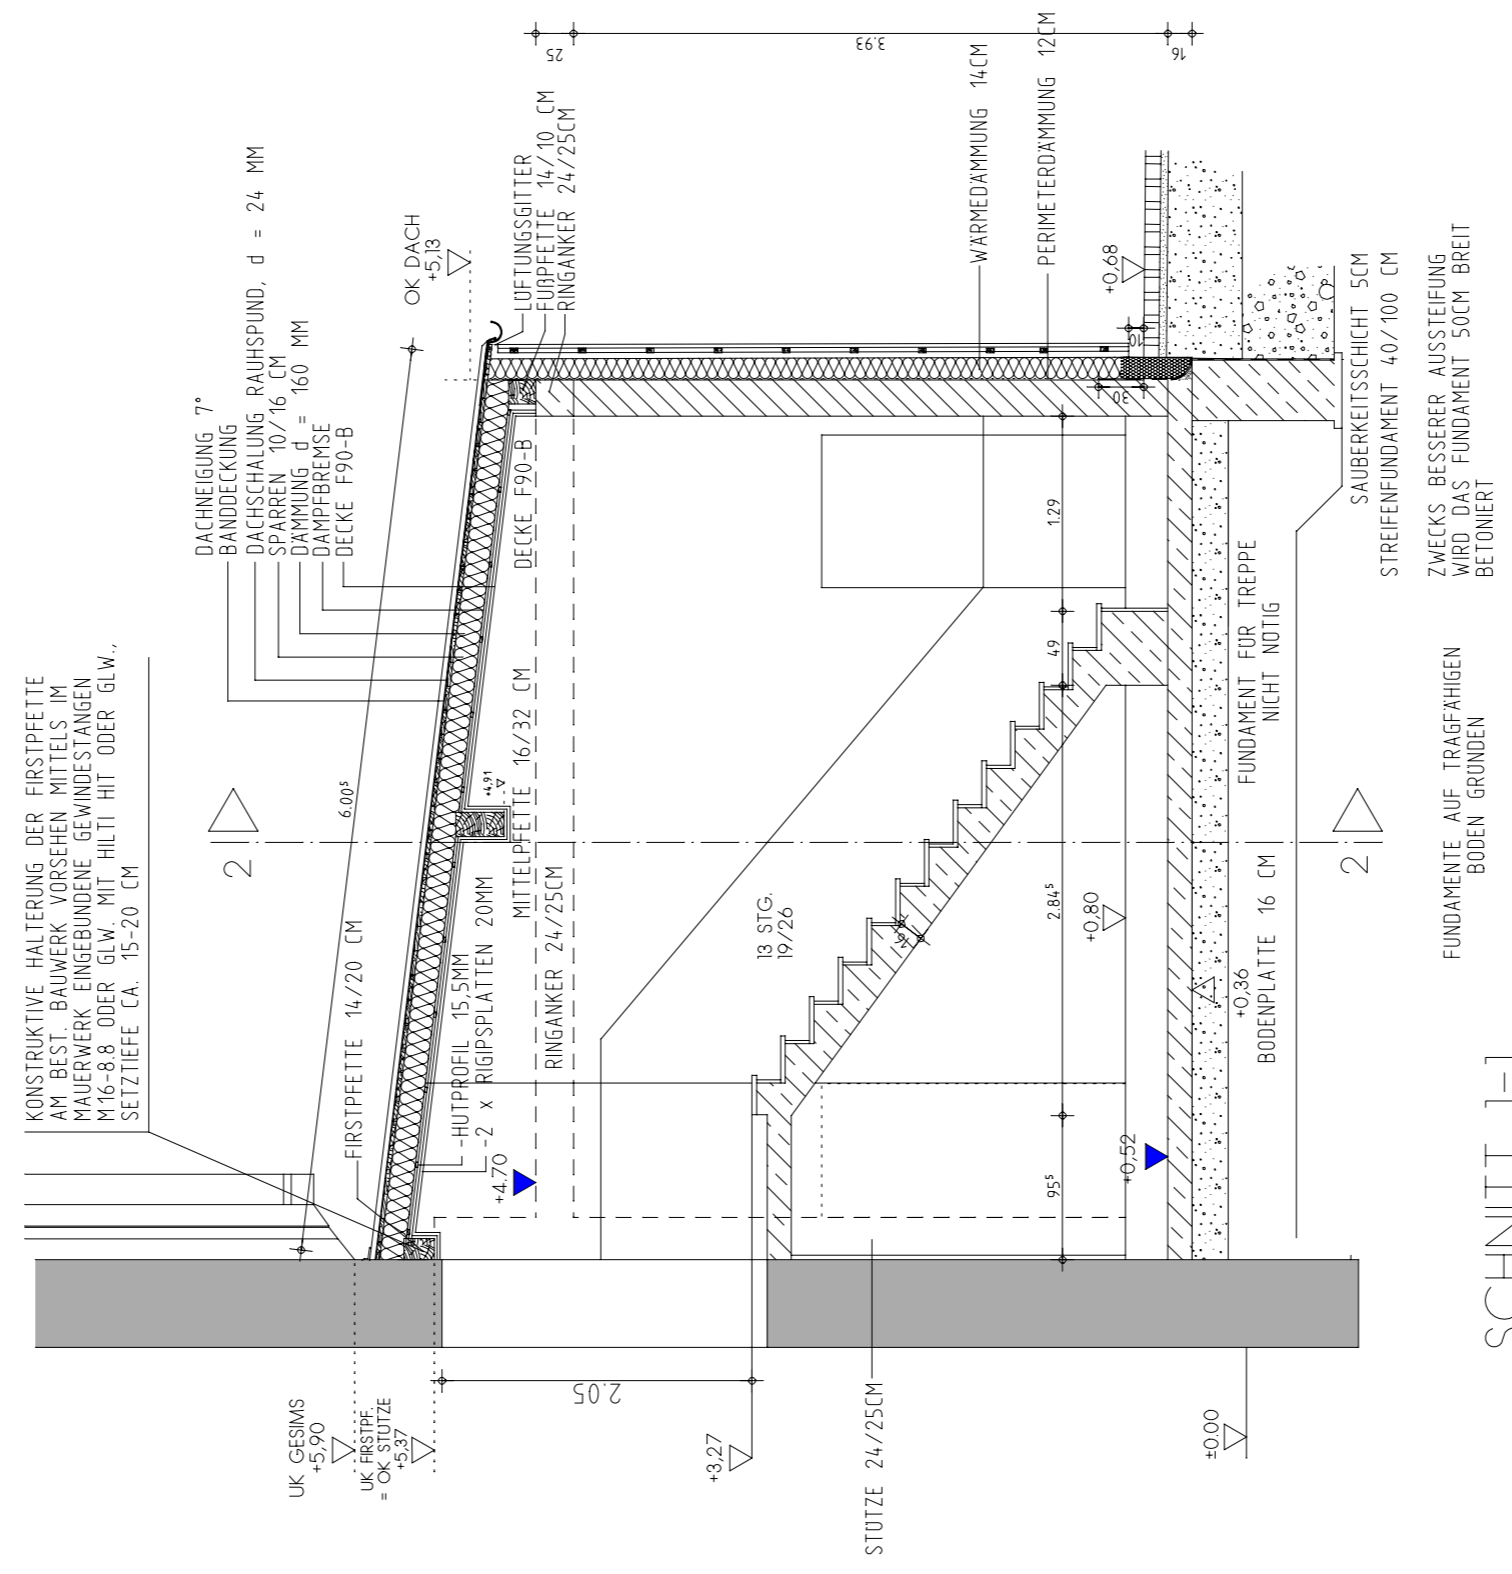 KONSTRUKTIVE HALTERUNG DER FIRSTPFETTE
AM BEST. BAUWERK VORSEHEN MITTELS IM
MAUERWERK EINGEBUNDENE GEWINDESTANGEN
M16-8.8 ODER GLW. MIT HILTI HIT ODER GLW.,
SETZTIEFE CA. 15-20 CM
DACHNEIGUNG 7°
BANDDECKUNG
DACHSCHALUNG RAUHSPUND, d = 24 MM
SPARREN 10/16 CM
DÄMMUNG d = 160 MM
DAMPFBREMSE
DECKE F90-B
OK DACH
+5,13
6.00⁵
2
UK GESIMS
+5,90
UK FIRSTPF.
= OK STÜTZE
+5,37
FIRSTPFETTE 14/20 CM
HUTPROFIL 15,5MM
2 x RIGIPSPLATTEN 20MM
+4.70
+4,91
MITTELPFETTE 16/32 CM
RINGANKER 24/25CM
DECKE F90-B
LÜFTUNGSGITTER
FUßPFETTE 14/10 CM
RINGANKER 24/25CM
25
3.93
16
2.05
+3,27
13 STG.
19/26
16
WÄRMEDÄMMUNG 14CM
PERIMETERDÄMMUNG 12CM
+0,68
10
30
STÜTZE 24/25CM
95⁵
2.84⁵
49
1.29
+0,80
+0,52
+0,36
±0.00
BODENPLATTE 16 CM
FUNDAMENT FÜR TREPPE
NICHT NÖTIG
2
SAUBERKEITSSCHICHT 5CM
STREIFENFUNDAMENT 40/100 CM
ZWECKS BESSERER AUSSTEIFUNG
WIRD DAS FUNDAMENT 50CM BREIT
BETONIERT
FUNDAMENTE AUF TRAGFÄHIGEN
BODEN GRÜNDEN
SCHNITT 1-1